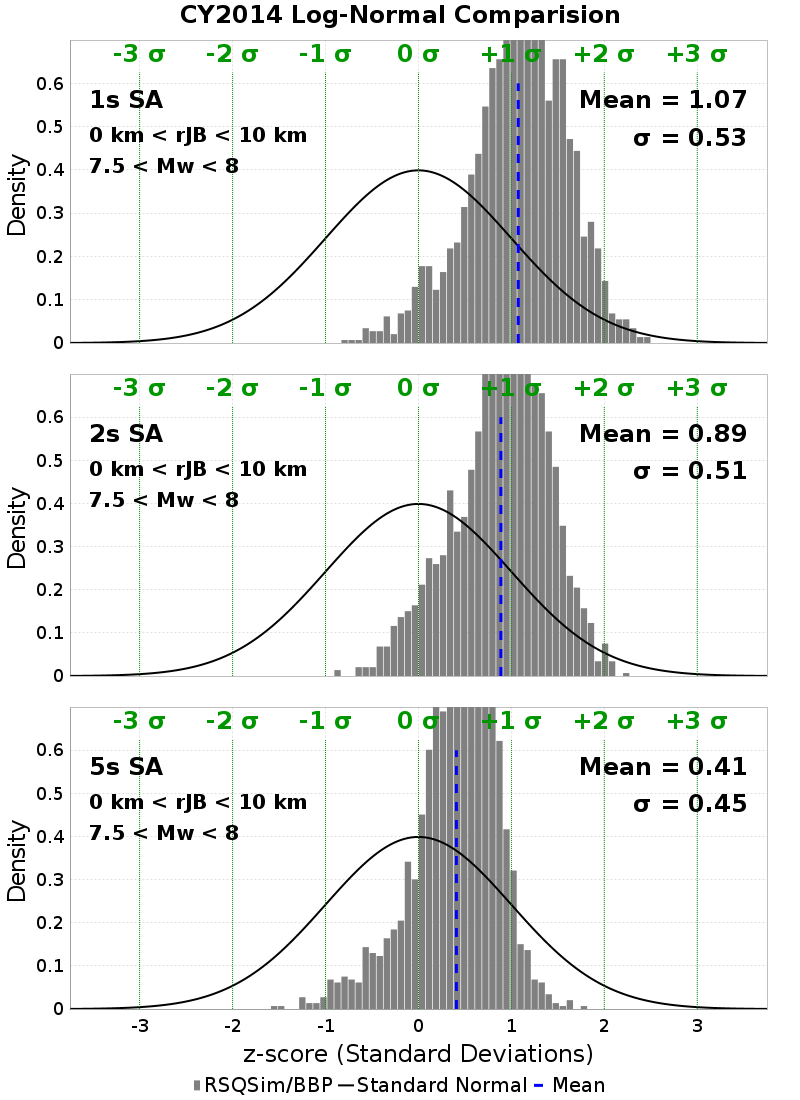 CY2014 Log-Normal Comparision
-3 σ -2 σ -1 σ 0 σ +1 σ +2 σ +3 σ
1s SA
Mean = 1.07
0 km < rJB < 10 km
σ = 0.53
7.5 < Mw < 8
Density
0.6
0.5
0.4
0.3
0.2
0.1
0
-3 σ -2 σ -1 σ 0 σ +1 σ +2 σ +3 σ
2s SA
Mean = 0.89
0 km < rJB < 10 km
σ = 0.51
7.5 < Mw < 8
Density
0.6
0.5
0.4
0.3
0.2
0.1
0
-3 σ -2 σ -1 σ 0 σ +1 σ +2 σ +3 σ
5s SA
Mean = 0.41
0 km < rJB < 10 km
σ = 0.45
7.5 < Mw < 8
Density
0.6
0.5
0.4
0.3
0.2
0.1
0
-3 -2 -1 0 1 2 3
z-score (Standard Deviations)
RSQSim/BBP Standard Normal Mean